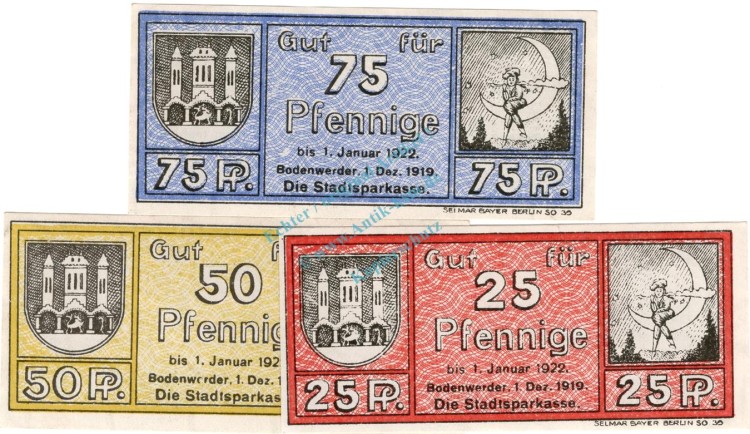 Gut für
75
Pfennige
bis 1. Januar 1922.
Bodenwerder. 1. Dez. 1919.
Die Stadtsparkasse.
75 Pf.
75 Pf.
SELMAR BAYER BERLIN SO 36
Gut für
50
Pfennig
bis 1. Januar 192
Bodenwerder. 1. Dez. 1
Die Stadtsparkass
50 Pf.
Gut für
25
Pfennige
bis 1. Januar 1922.
Bodenwerder. 1. Dez. 1919.
Die Stadtsparkasse.
25 Pf.
25 Pf.
SELMAR BAYER BERLIN SO 36